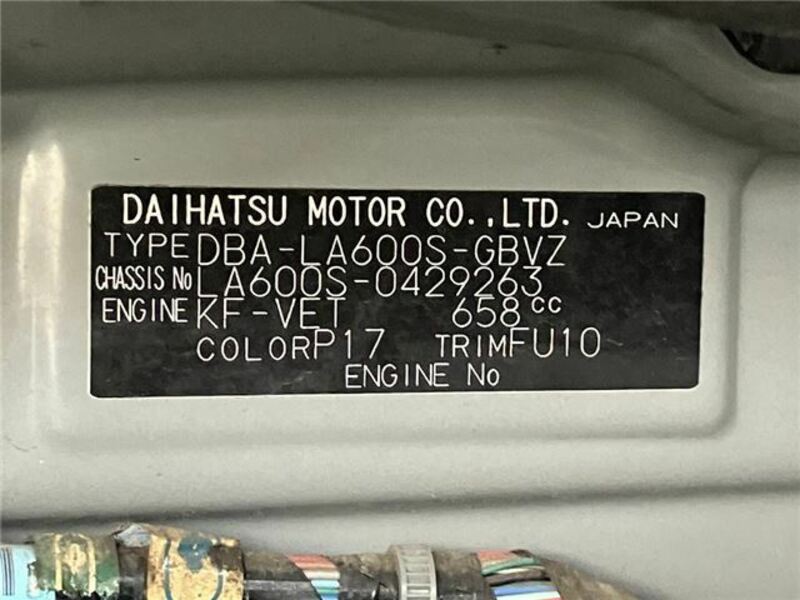 DAIHATSU MOTOR CO.,LTD. JAPAN
TYPE DBA-LA600S-GBVZ
CHASSIS No LA600S-0429263
ENGINE KF-VET 658cc
COLOR P17 TRIM FU10
ENGINE No